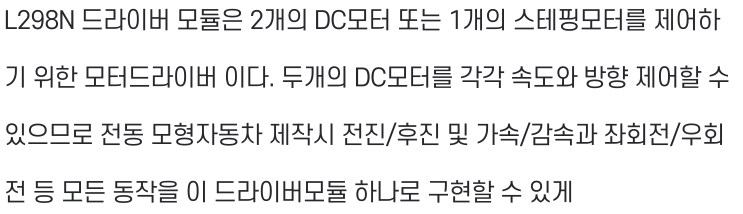 L298N 드라이버 모듈은 2개의 DC모터 또는 1개의 스테핑모터를 제어하
기 위한 모터드라이버 이다. 두개의 DC모터를 각각 속도와 방향 제어할 수
있으므로 전동 모형자동차 제작시 전진/후진 및 가속/감속과 좌회전/우회
전 등 모든 동작을 이 드라이버모듈 하나로 구현할 수 있게